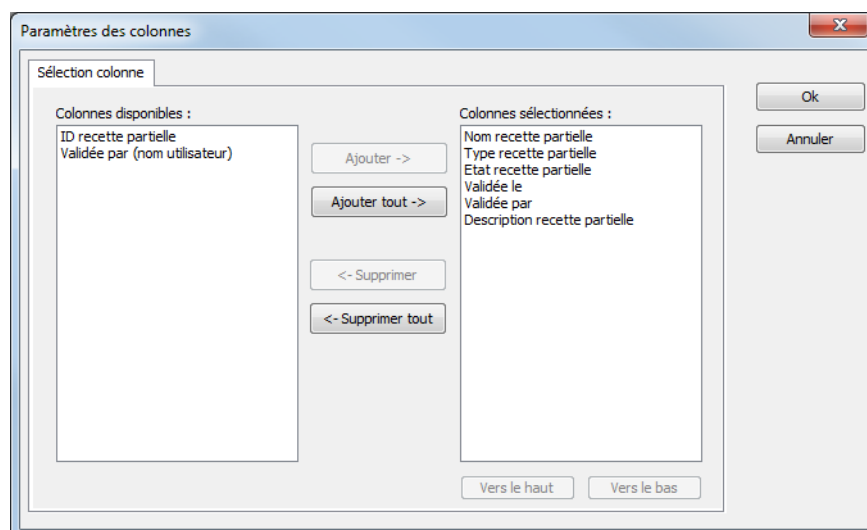 Paramètres des colonnes
Sélection colonne
Colonnes disponibles :
ID recette partielle
Validée par (nom utilisateur)
Ajouter ->
Ajouter tout ->
<- Supprimer
<- Supprimer tout
Colonnes sélectionnées :
Nom recette partielle
Type recette partielle
Etat recette partielle
Validée le
Validée par
Description recette partielle
Vers le haut
Vers le bas
Ok
Annuler